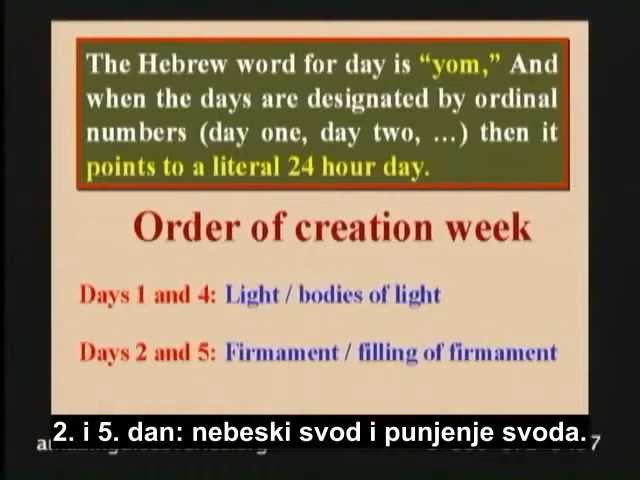 The Hebrew word for day is “yom,” And
when the days are designated by ordinal
numbers (day one, day two, …) then it
points to a literal 24 hour day.
Order of creation week
Days 1 and 4: Light / bodies of light
Days 2 and 5: Firmament / filling of firmament
2. i 5. dan: nebeski svod i punjenje svoda.